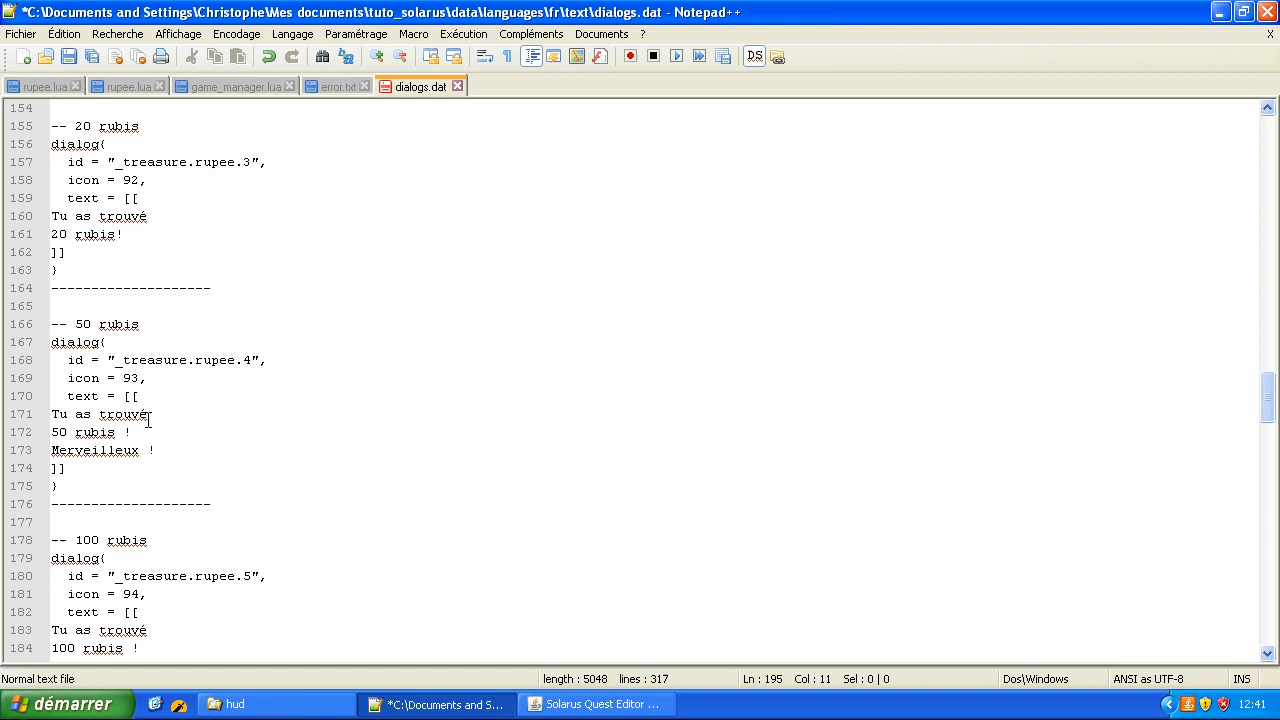 *C:\Documents and Settings\Christophe\Mes documents\tuto_solarus\data\languages\fr\text\dialogs.dat - Notepad++
Fichier Édition Recherche Affichage Encodage Langage Paramétrage Macro Exécution Compléments Documents ? X
rupee.lua rupee.lua game_manager.lua error.txt dialogs.dat
154
155 -- 20 rubis
156 dialog{
157 id = "_treasure.rupee.3",
158 icon = 92,
159 text = [[
160 Tu as trouvé
161 20 rubis!
162 ]]
163 }
164 --------------------
165
166 -- 50 rubis
167 dialog{
168 id = "_treasure.rupee.4",
169 icon = 93,
170 text = [[
171 Tu as trouvé
172 50 rubis !
173 Merveilleux !
174 ]]
175 }
176 --------------------
177
178 -- 100 rubis
179 dialog{
180 id = "_treasure.rupee.5",
181 icon = 94,
182 text = [[
183 Tu as trouvé
184 100 rubis !
Normal text file length : 5048 lines : 317 Ln : 195 Col : 11 Sel : 0 | 0 Dos\Windows ANSI as UTF-8 INS
démarrer hud *C:\Documents and S... Solarus Quest Editor ... 12:41